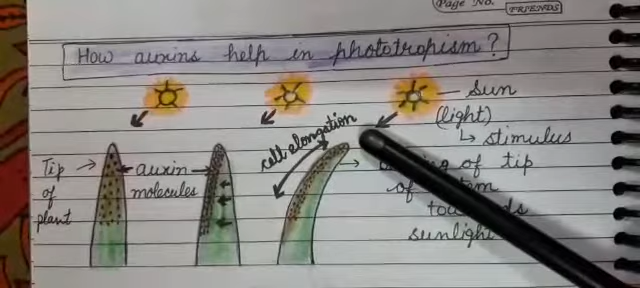 Page No.
FRIENDS
How auxins help in phototropism?
Sun
(light)
↳ stimulus
cell elongation
Tip of plant
auxin molecules
of tip
of
sunlight